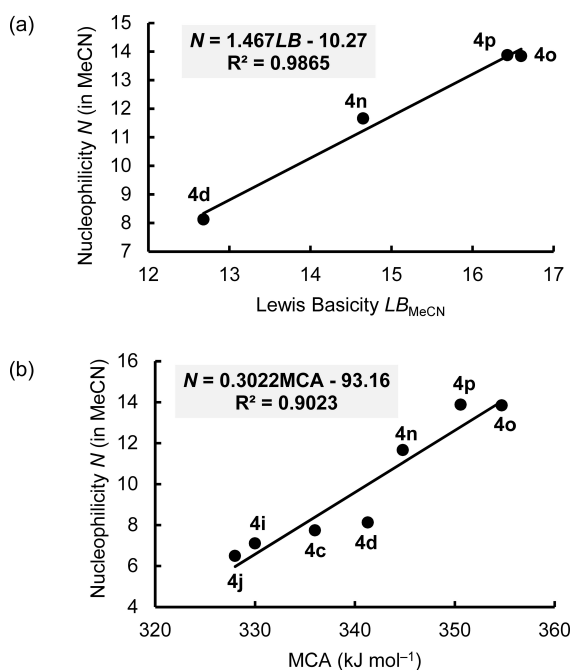 (a)
N = 1.467LB - 10.27
R² = 0.9865
Nucleophilicity N (in MeCN)
15
14
13
12
11
10
9
8
7
4d
4n
4p
4o
12
13
14
15
16
17
Lewis Basicity LB_MeCN
(b)
N = 0.3022MCA - 93.16
R² = 0.9023
Nucleophilicity N (in MeCN)
16
14
12
10
8
6
4
4p
4o
4n
4i
4c
4d
4j
320
330
340
350
360
MCA (kJ mol⁻¹)